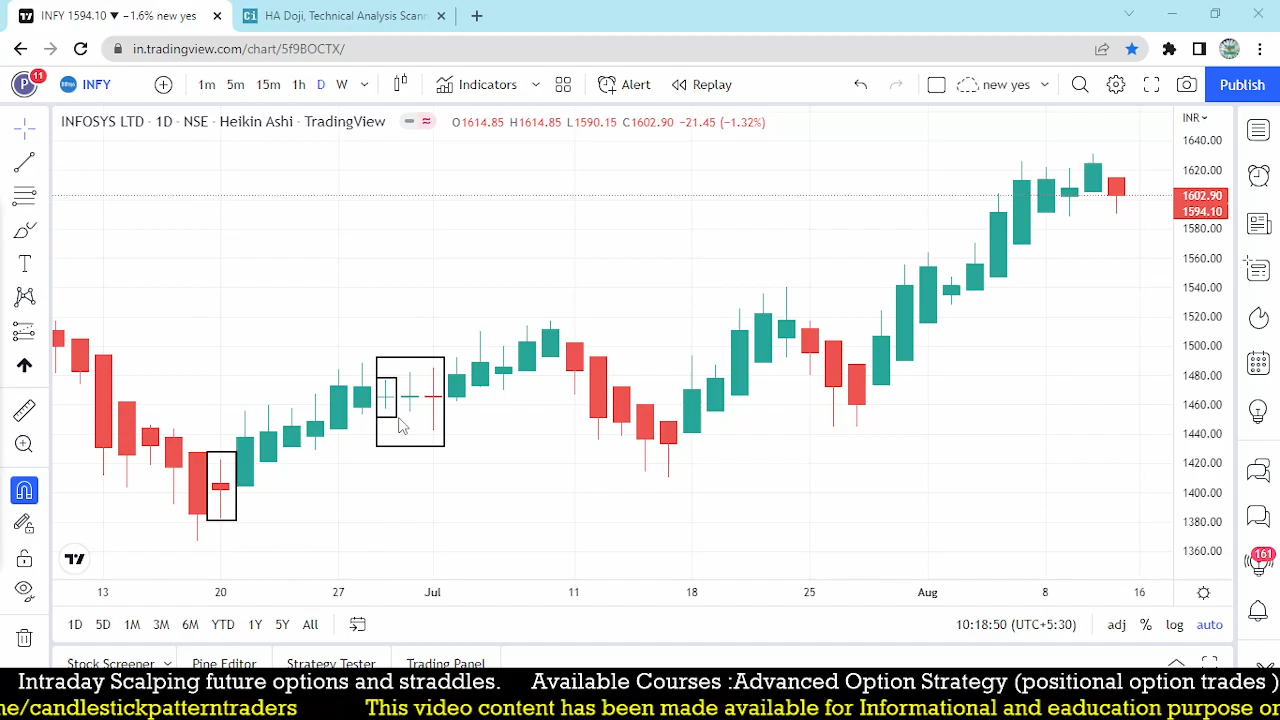 INFY 1594.10 ▼ −1.6% new yes
HA Doji, Technical Analysis Scann
in.tradingview.com/chart/5f9BOCTX/
P 11 INFY 1m 5m 15m 1h D W Indicators Alert Replay new yes Publish
INFOSYS LTD · 1D · NSE · Heikin Ashi · TradingView O1614.85 H1614.85 L1590.15 C1602.90 −21.45 (−1.32%)
INR
1640.00
1620.00
1602.90
1594.10
1580.00
1560.00
1540.00
1520.00
1500.00
1480.00
1460.00
1440.00
1420.00
1400.00
1380.00
1360.00
161
13 20 27 Jul 11 18 25 Aug 8 16
1D 5D 1M 3M 6M YTD 1Y 5Y All 10:18:50 (UTC+5:30) adj % log auto
Stock Screener Pine Editor Strategy Tester Trading Panel
Intraday Scalping future options and straddles. Available Courses :Advanced Option Strategy (positional option trades )
ne/candlestickpatterntraders This video content has been made available for Informational and eaducation purpose on